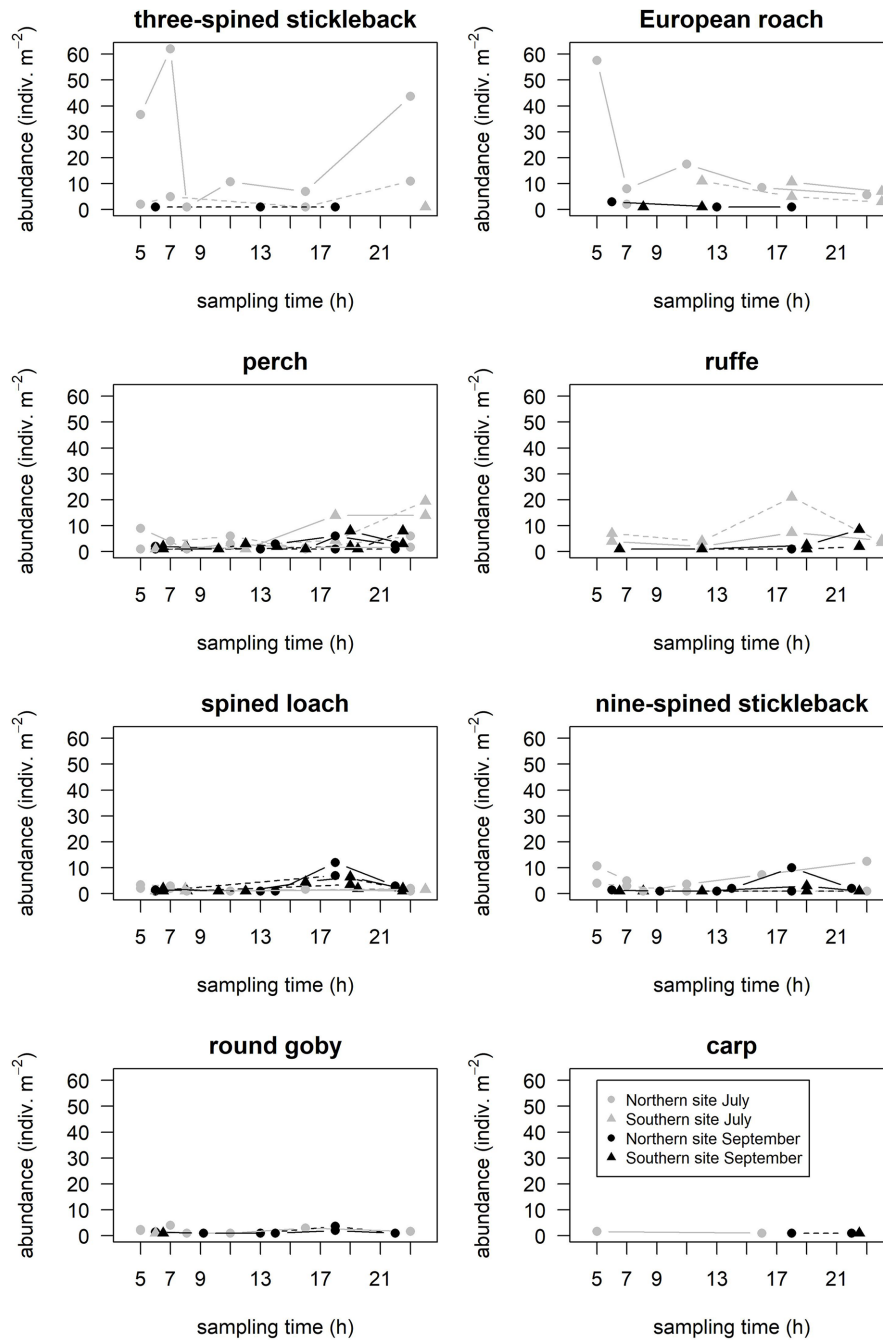 three-spined stickleback
abundance (indiv. m⁻²)
60
50
40
30
20
10
0
5 7 9 13 17 21
sampling time (h)
European roach
abundance (indiv. m⁻²)
60
50
40
30
20
10
0
5 7 9 13 17 21
sampling time (h)
perch
abundance (indiv. m⁻²)
60
50
40
30
20
10
0
5 7 9 13 17 21
sampling time (h)
ruffe
abundance (indiv. m⁻²)
60
50
40
30
20
10
0
5 7 9 13 17 21
sampling time (h)
spined loach
abundance (indiv. m⁻²)
60
50
40
30
20
10
0
5 7 9 13 17 21
sampling time (h)
nine-spined stickleback
abundance (indiv. m⁻²)
60
50
40
30
20
10
0
5 7 9 13 17 21
sampling time (h)
round goby
abundance (indiv. m⁻²)
60
50
40
30
20
10
0
5 7 9 13 17 21
sampling time (h)
carp
abundance (indiv. m⁻²)
60
50
40
30
20
10
0
Northern site July
Southern site July
Northern site September
Southern site September
5 7 9 13 17 21
sampling time (h)